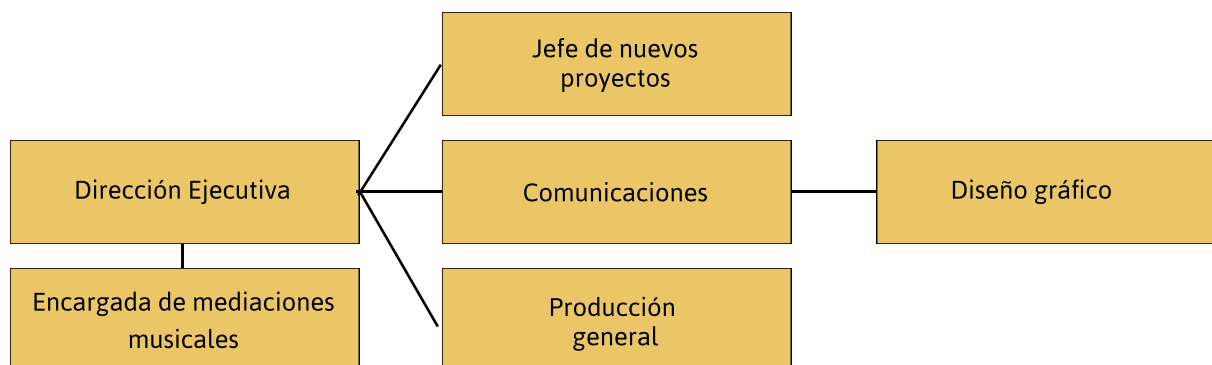 Jefe de nuevos
proyectos
Dirección Ejecutiva
Comunicaciones
Diseño gráfico
Encargada de mediaciones
musicales
Producción
general